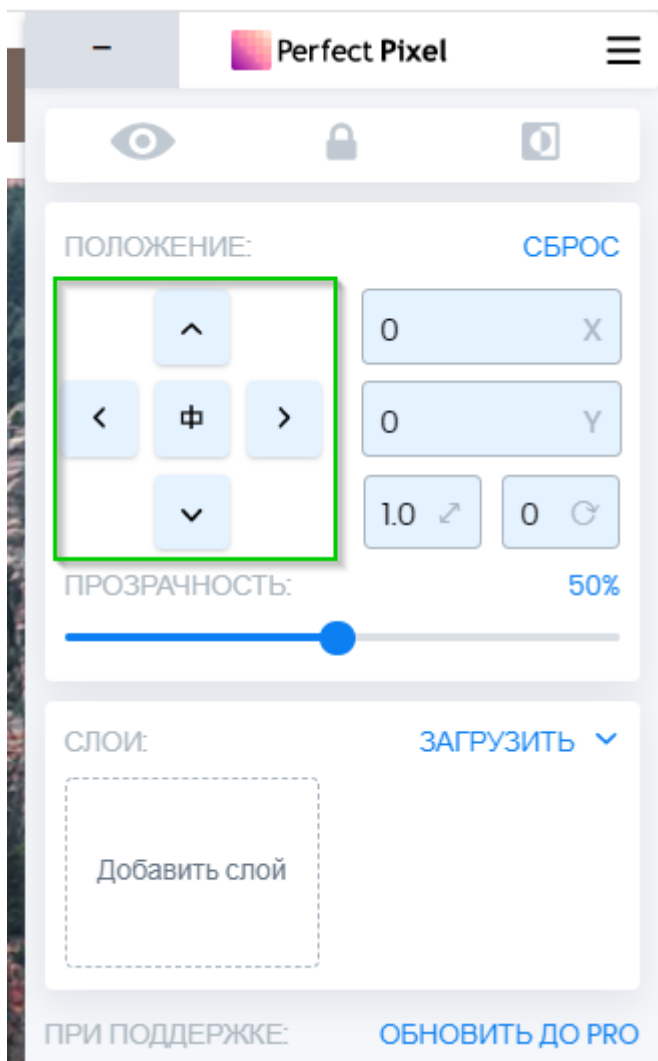 Perfect Pixel
ПОЛОЖЕНИЕ: СБРОС
0 X
0 Y
1.0 0
ПРОЗРАЧНОСТЬ: 50%
СЛОИ: ЗАГРУЗИТЬ
Добавить слой
ПРИ ПОДДЕРЖКЕ: ОБНОВИТЬ ДО PRO